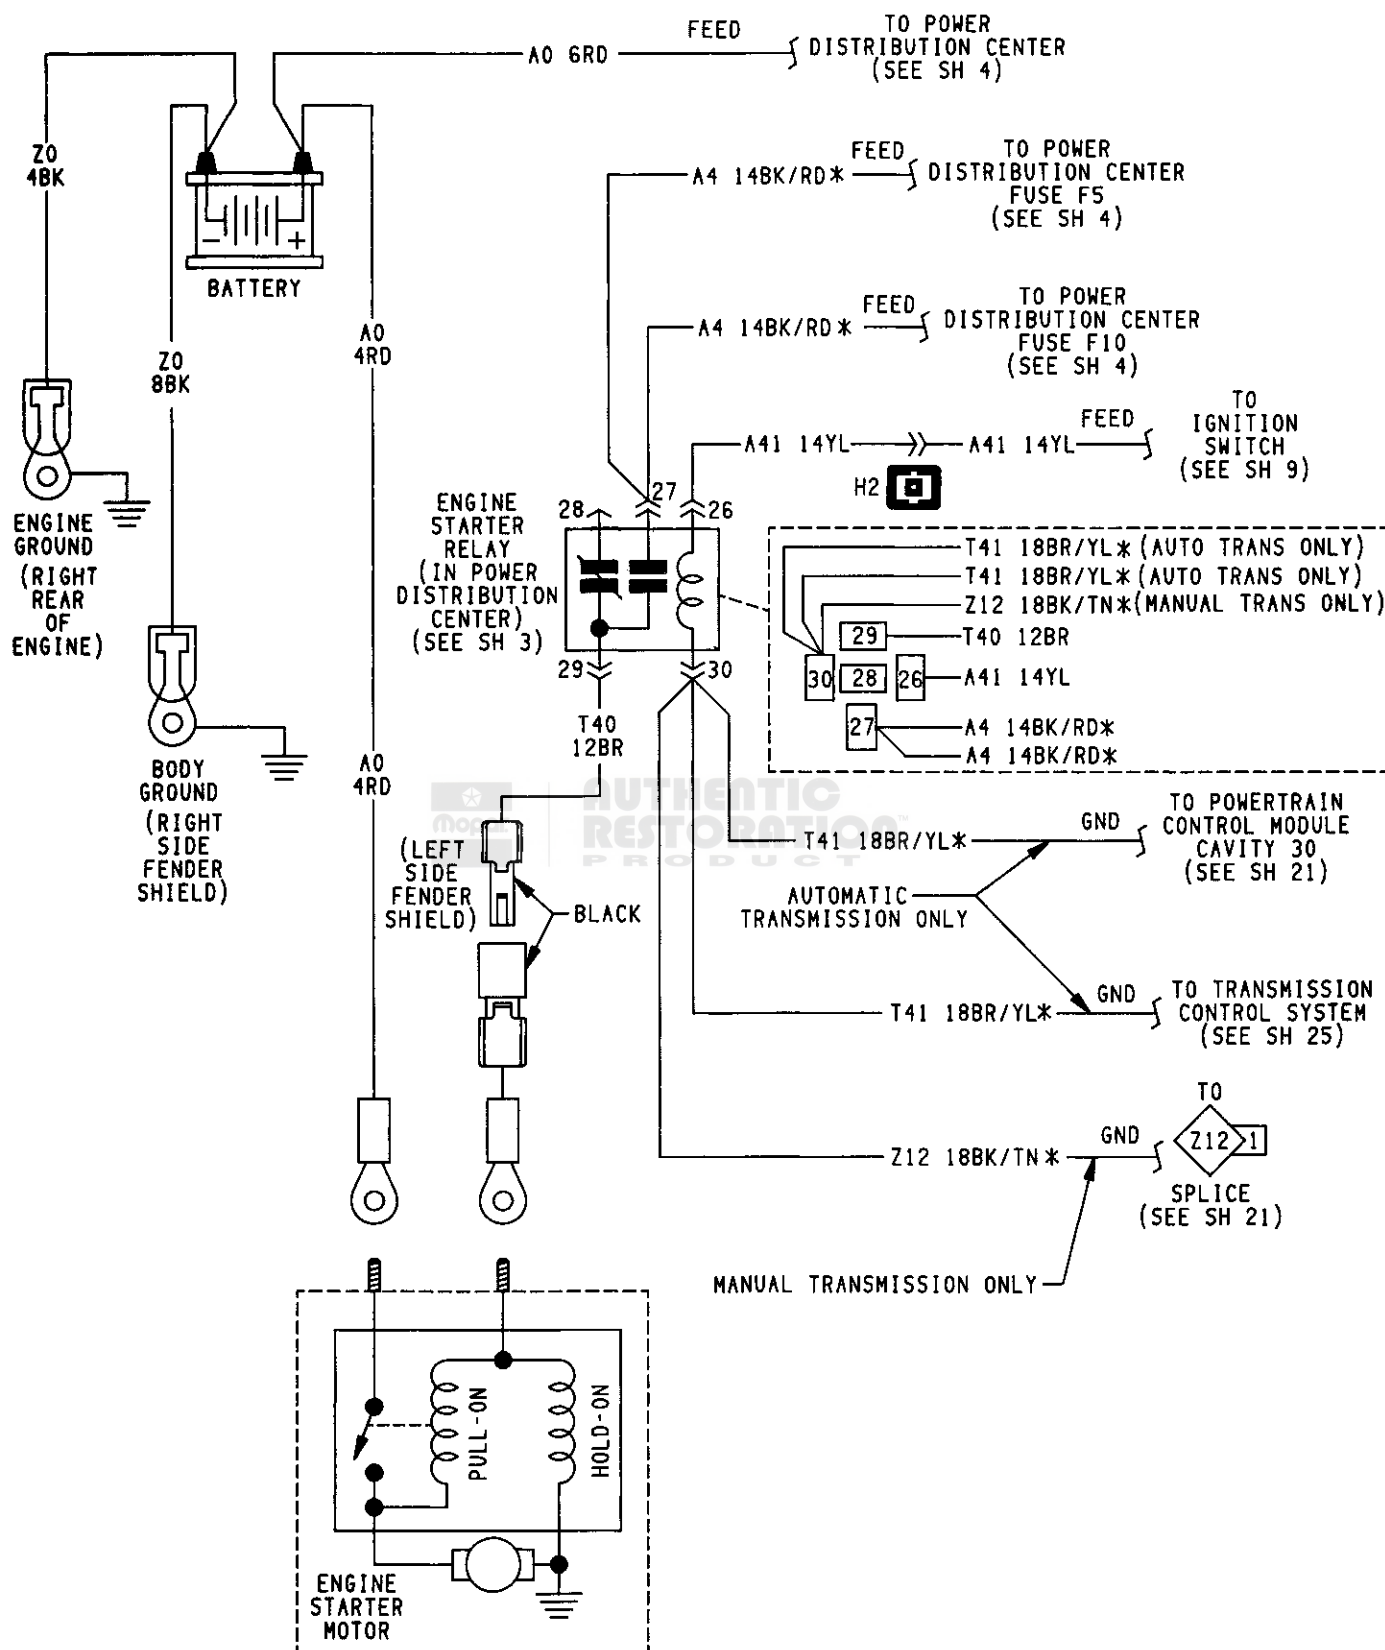 FEED
TO POWER
DISTRIBUTION CENTER
(SEE SH 4)
A0 6RD
Z0
4BK
BATTERY
- +
Z0
8BK
A0
4RD
FEED
TO POWER
DISTRIBUTION CENTER
FUSE F5
(SEE SH 4)
A4 14BK/RD*
FEED
TO POWER
DISTRIBUTION CENTER
FUSE F10
(SEE SH 4)
A4 14BK/RD*
FEED
TO
IGNITION
SWITCH
(SEE SH 9)
A41 14YL
A41 14YL
H2
ENGINE
GROUND
(RIGHT
REAR
OF
ENGINE)
ENGINE
STARTER
RELAY
(IN POWER
DISTRIBUTION
CENTER)
(SEE SH 3)
28
27
26
29
30
T41 18BR/YL* (AUTO TRANS ONLY)
T41 18BR/YL* (AUTO TRANS ONLY)
Z12 18BK/TN* (MANUAL TRANS ONLY)
29
T40 12BR
30
28
26
A41 14YL
27
A4 14BK/RD*
A4 14BK/RD*
BODY
GROUND
(RIGHT
SIDE
FENDER
SHIELD)
A0
4RD
T40
12BR
Mopar
AUTHENTIC
RESTORATION™
PRODUCT
(LEFT
SIDE
FENDER
SHIELD)
BLACK
T41 18BR/YL*
GND
TO POWERTRAIN
CONTROL MODULE
CAVITY 30
(SEE SH 21)
AUTOMATIC
TRANSMISSION ONLY
T41 18BR/YL*
GND
TO TRANSMISSION
CONTROL SYSTEM
(SEE SH 25)
Z12 18BK/TN*
GND
TO
Z12 1
SPLICE
(SEE SH 21)
MANUAL TRANSMISSION ONLY
PULL-ON
HOLD-ON
ENGINE
STARTER
MOTOR